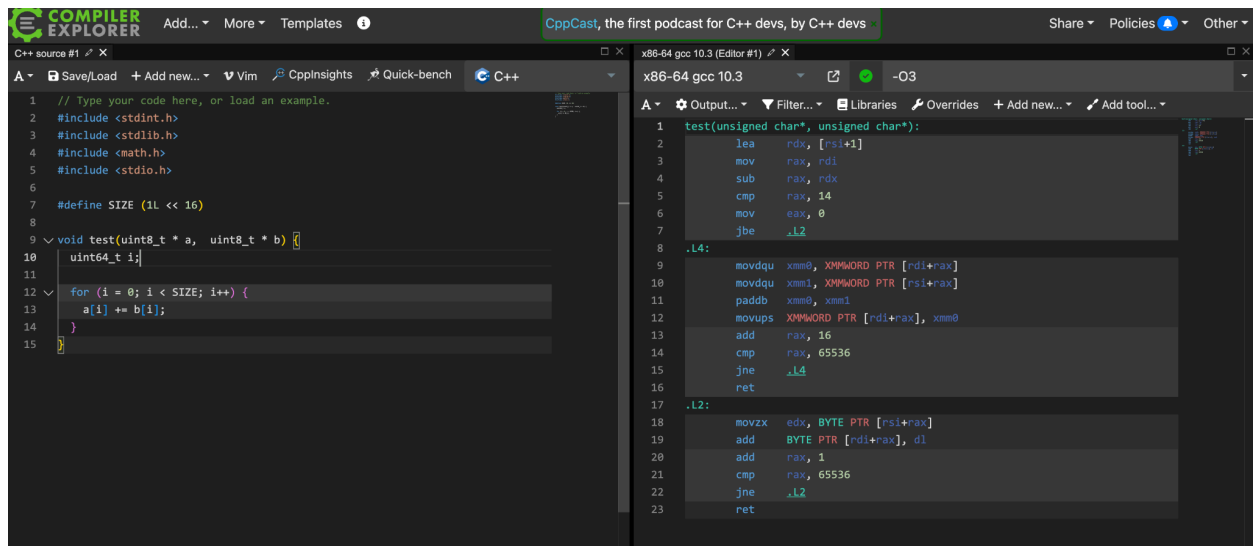 COMPILER
EXPLORER
Add... More Templates
CppCast, the first podcast for C++ devs, by C++ devs
Share Policies Other
C++ source #1
A Save/Load + Add new... Vim CppInsights Quick-bench C++
1 // Type your code here, or load an example.
2 #include <stdint.h>
3 #include <stdlib.h>
4 #include <math.h>
5 #include <stdio.h>
6
7 #define SIZE (1L << 16)
8
9 void test(uint8_t * a,  uint8_t * b) {
10   uint64_t i;
11
12   for (i = 0; i < SIZE; i++) {
13     a[i] += b[i];
14   }
15 }
x86-64 gcc 10.3 (Editor #1)
x86-64 gcc 10.3 -O3
A Output... Filter... Libraries Overrides + Add new... Add tool...
1 test(unsigned char*, unsigned char*):
2         lea     rdx, [rsi+1]
3         mov     rax, rdi
4         sub     rax, rdx
5         cmp     rax, 14
6         mov     eax, 0
7         jbe     .L2
8 .L4:
9         movdqu  xmm0, XMMWORD PTR [rdi+rax]
10         movdqu  xmm1, XMMWORD PTR [rsi+rax]
11         paddb   xmm0, xmm1
12         movups  XMMWORD PTR [rdi+rax], xmm0
13         add     rax, 16
14         cmp     rax, 65536
15         jne     .L4
16         ret
17 .L2:
18         movzx   edx, BYTE PTR [rsi+rax]
19         add     BYTE PTR [rdi+rax], dl
20         add     rax, 1
21         cmp     rax, 65536
22         jne     .L2
23         ret